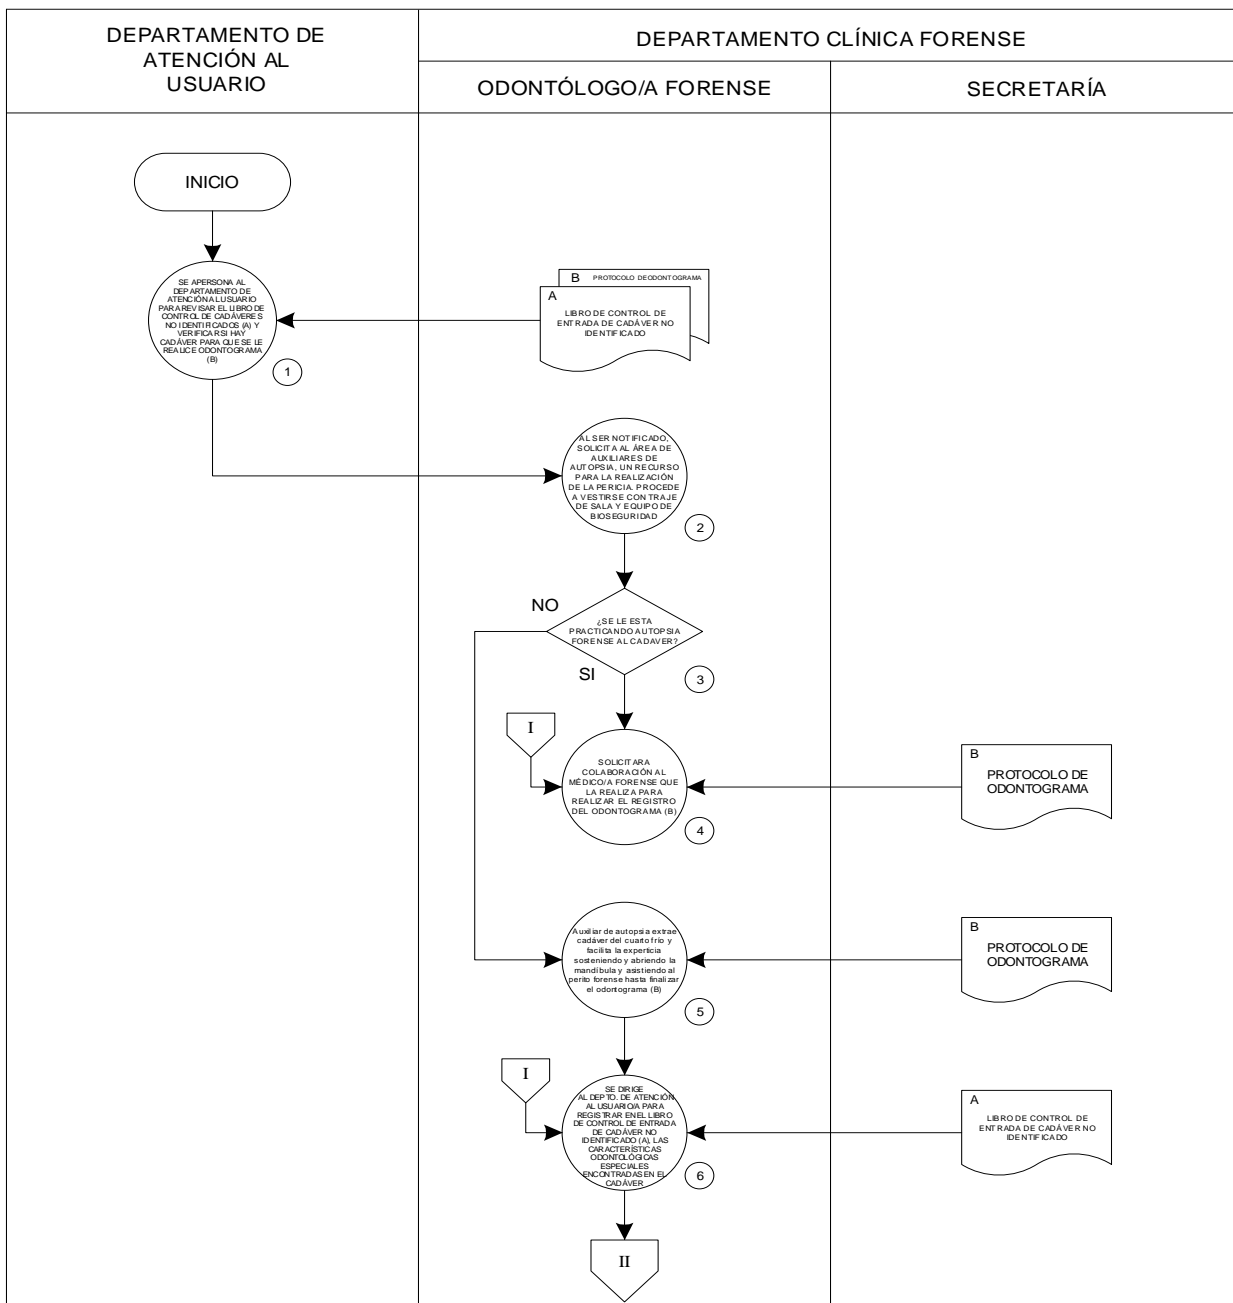 DEPARTAMENTO DE
ATENCIÓN AL
USUARIO
DEPARTAMENTO CLÍNICA FORENSE
ODONTÓLOGO/A FORENSE
SECRETARÍA
INICIO
SE APERSONA AL
DEPARTAMENTO DE
ATENCIÓN AL USUARIO
PARA REVISAR EL LIBRO DE
CONTROL DE CADÁVERES
NO IDENTIFICADOS (A) Y
VERIFICAR SI HAY
CADÁVER PARA QUE SE LE
REALICE ODONTOGRAMA
(B)
1
B PROTOCOLO DE ODONTOGRAMA
A
LIBRO DE CONTROL DE
ENTRADA DE CADÁVER NO
IDENTIFICADO
AL SER NOTIFICADO,
SOLICITA AL ÁREA DE
AUXILIARES DE
AUTOPSIA, UN RECURSO
PARA LA REALIZACIÓN
DE LA PERICIA. PROCEDE
A VESTIRSE CON TRAJE
DE SALA Y EQUIPO DE
BIOSEGURIDAD
2
NO
¿SE LE ESTA
PRACTICANDO AUTOPSIA
FORENSE AL CADAVER?
SI
3
I
SOLICITARA
COLABORACIÓN AL
MÉDICO/A FORENSE QUE
LA REALIZA PARA
REALIZAR EL REGISTRO
DEL ODONTOGRAMA (B)
4
B
PROTOCOLO DE
ODONTOGRAMA
Auxiliar de autopsia extrae
cadáver del cuarto frío y
facilita la experticia
sosteniendo y abriendo la
mandíbula y asistiendo al
perito forense hasta finalizar
el odontograma (B)
5
B
PROTOCOLO DE
ODONTOGRAMA
I
SE DIRIGE
AL DEPTO. DE ATENCIÓN
AL USUARIO/A PARA
REGISTRAR EN EL LIBRO
DE CONTROL DE ENTRADA
DE CADÁVER NO
IDENTIFICADO (A), LAS
CARACTERÍSTICAS
ODONTOLÓGICAS
ESPECIALES
ENCONTRADAS EN EL
CADÁVER
6
A
LIBRO DE CONTROL DE
ENTRADA DE CADÁVER NO
IDENTIFICADO
II